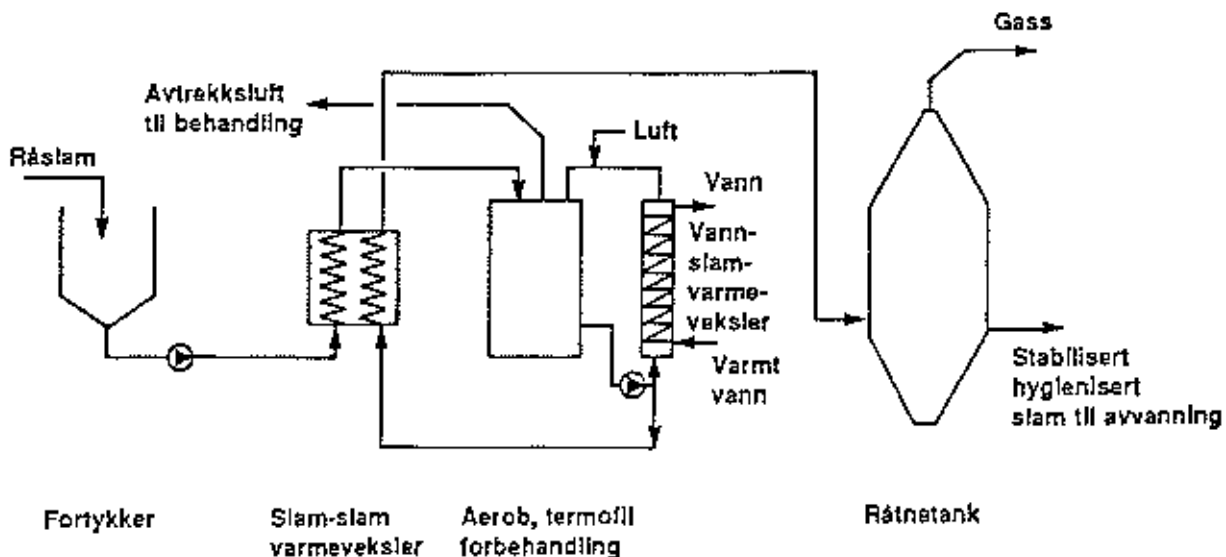 Gass
Avtrekksluft
til behandling
Luft
Råslam
Vann
Vann-
slam-
varme-
veksler
Varmt
vann
Stabilisert
hygienisert
slam til avvanning
Fortykker
Slam-slam
varmeveksler
Aerob, termofil
forbehandling
Råtnetank